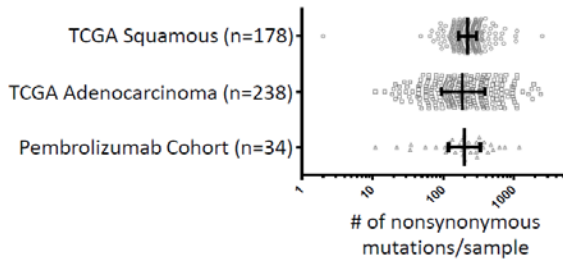 TCGA Squamous (n=178)
TCGA Adenocarcinoma (n=238)
Pembrolizumab Cohort (n=34)
1
10
100
1000
# of nonsynonymous
mutations/sample